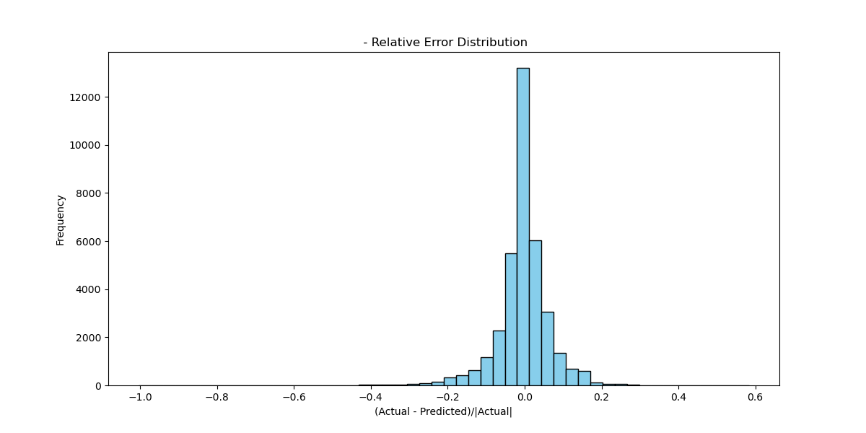 - Relative Error Distribution
12000
10000
8000
6000
4000
2000
0
Frequency
−1.0 −0.8 −0.6 −0.4 −0.2 0.0 0.2 0.4 0.6
(Actual - Predicted)/|Actual|